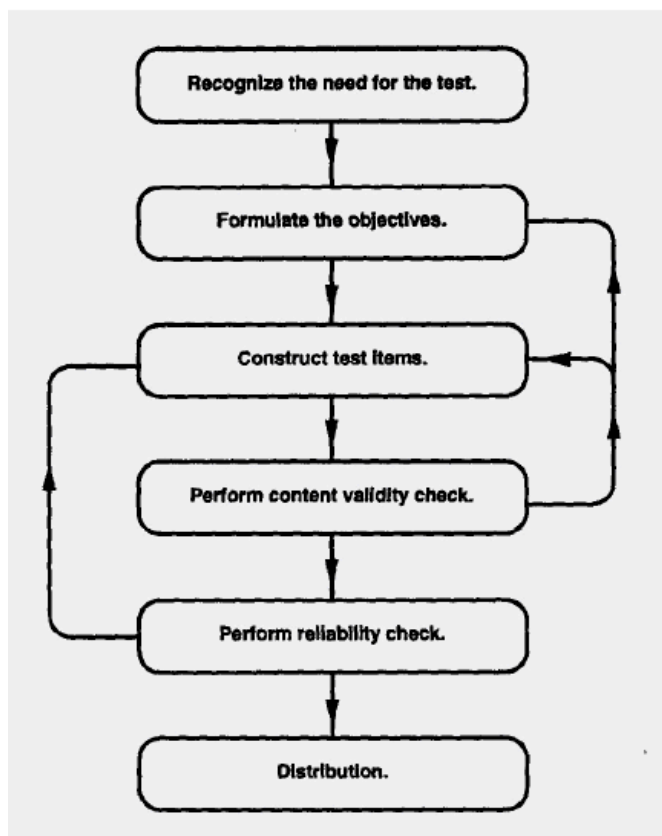 Recognize the need for the test.
Formulate the objectives.
Construct test items.
Perform content validity check.
Perform reliability check.
Distribution.